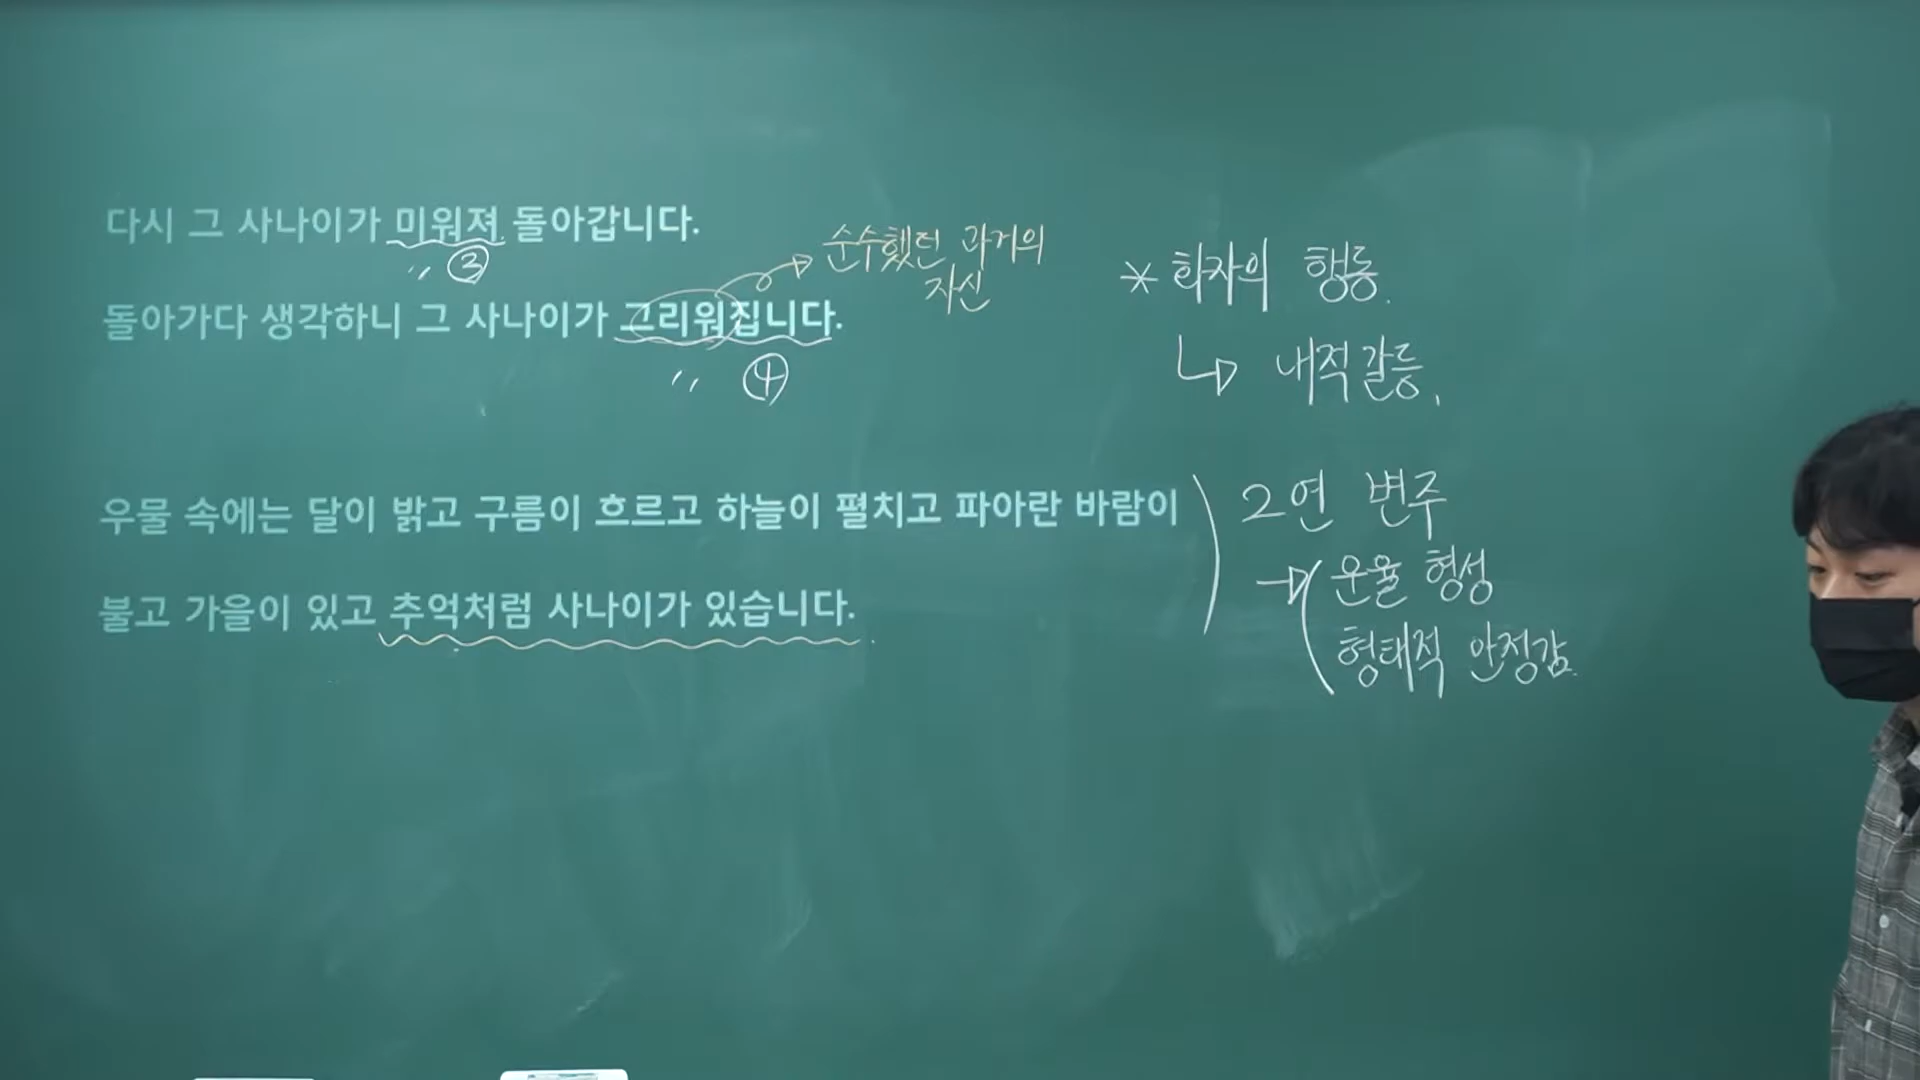 다시 그 사나이가 미워져 돌아갑니다.
〃 ③
돌아가다 생각하니 그 사나이가 그리워집니다.
〃 ④
순수했던 과거의
자신
* 화자의 행동.
↳ 내적갈등.
우물 속에는 달이 밝고 구름이 흐르고 하늘이 펼치고 파아란 바람이
불고 가을이 있고 추억처럼 사나이가 있습니다.
2연 변주
→ 운율 형성
형태적 안정감.